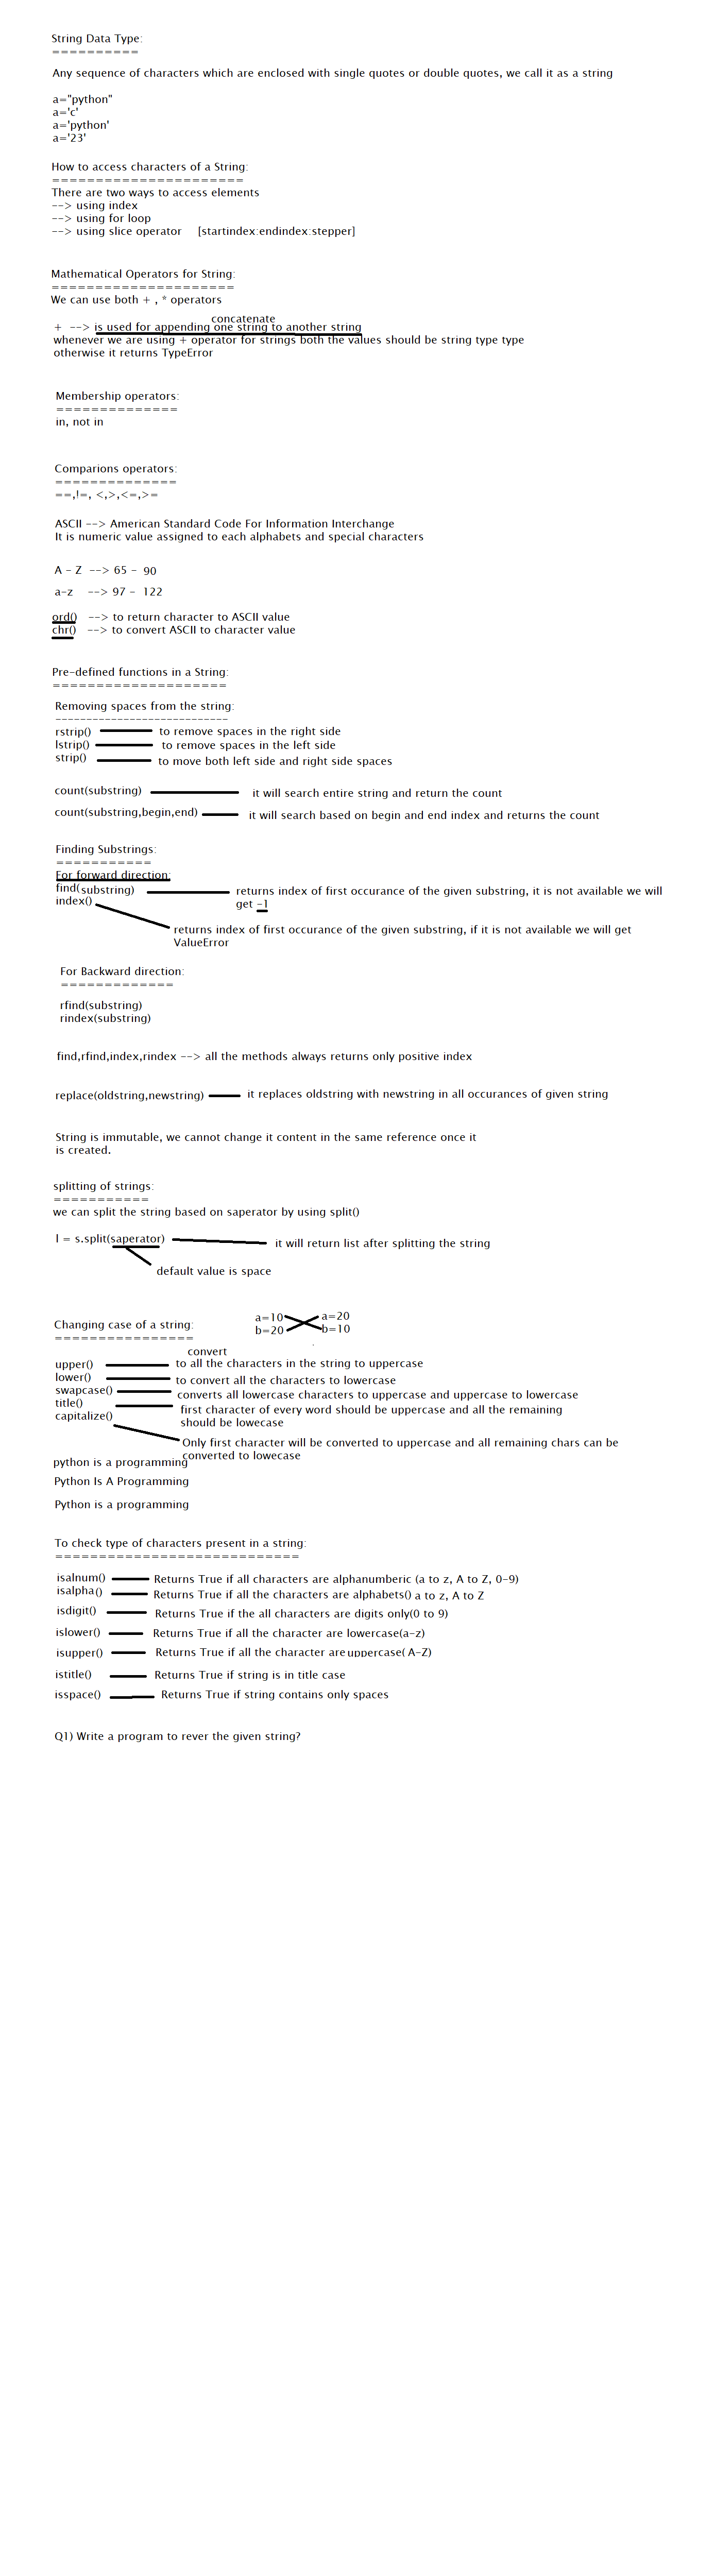 String Data Type:
==========
Any sequence of characters which are enclosed with single quotes or double quotes, we call it as a string
a="python"
a='c'
a='python'
a='23'
How to access characters of a String:
======================
There are two ways to access elements
--> using index
--> using for loop
--> using slice operator [startindex:endindex:stepper]
Mathematical Operators for String:
=====================
We can use both + , * operators
concatenate
+ --> is used for appending one string to another string
whenever we are using + operator for strings both the values should be string type type
otherwise it returns TypeError
Membership operators:
==============
in, not in
Comparions operators:
==============
==,!=, <,>,<=,>=
ASCII --> American Standard Code For Information Interchange
It is numeric value assigned to each alphabets and special characters
A - Z --> 65 - 90
a-z --> 97 - 122
ord() --> to return character to ASCII value
chr() --> to convert ASCII to character value
Pre-defined functions in a String:
====================
Removing spaces from the string:
----------------------------
rstrip() to remove spaces in the right side
lstrip() to remove spaces in the left side
strip() to move both left side and right side spaces
count(substring) it will search entire string and return the count
count(substring,begin,end) it will search based on begin and end index and returns the count
Finding Substrings:
===========
For forward direction:
find(substring) returns index of first occurance of the given substring, it is not available we will
get -1
index()
returns index of first occurance of the given substring, if it is not available we will get
ValueError
For Backward direction:
=============
rfind(substring)
rindex(substring)
find,rfind,index,rindex --> all the methods always returns only positive index
replace(oldstring,newstring) it replaces oldstring with newstring in all occurances of given string
String is immutable, we cannot change it content in the same reference once it
is created.
splitting of strings:
===========
we can split the string based on saperator by using split()
l = s.split(saperator) it will return list after splitting the string
default value is space
a=10 a=20
b=20 b=10
Changing case of a string:
================
convert
upper() to all the characters in the string to uppercase
lower() to convert all the characters to lowercase
swapcase() converts all lowercase characters to uppercase and uppercase to lowercase
title() first character of every word should be uppercase and all the remaining
should be lowecase
capitalize()
Only first character will be converted to uppercase and all remaining chars can be
converted to lowecase
python is a programming
Python Is A Programming
Python is a programming
To check type of characters present in a string:
============================
isalnum() Returns True if all characters are alphanumberic (a to z, A to Z, 0-9)
isalpha() Returns True if all the characters are alphabets() a to z, A to Z
isdigit() Returns True if the all characters are digits only(0 to 9)
islower() Returns True if all the character are lowercase(a-z)
isupper() Returns True if all the character are uppercase( A-Z)
istitle() Returns True if string is in title case
isspace() Returns True if string contains only spaces
Q1) Write a program to rever the given string?